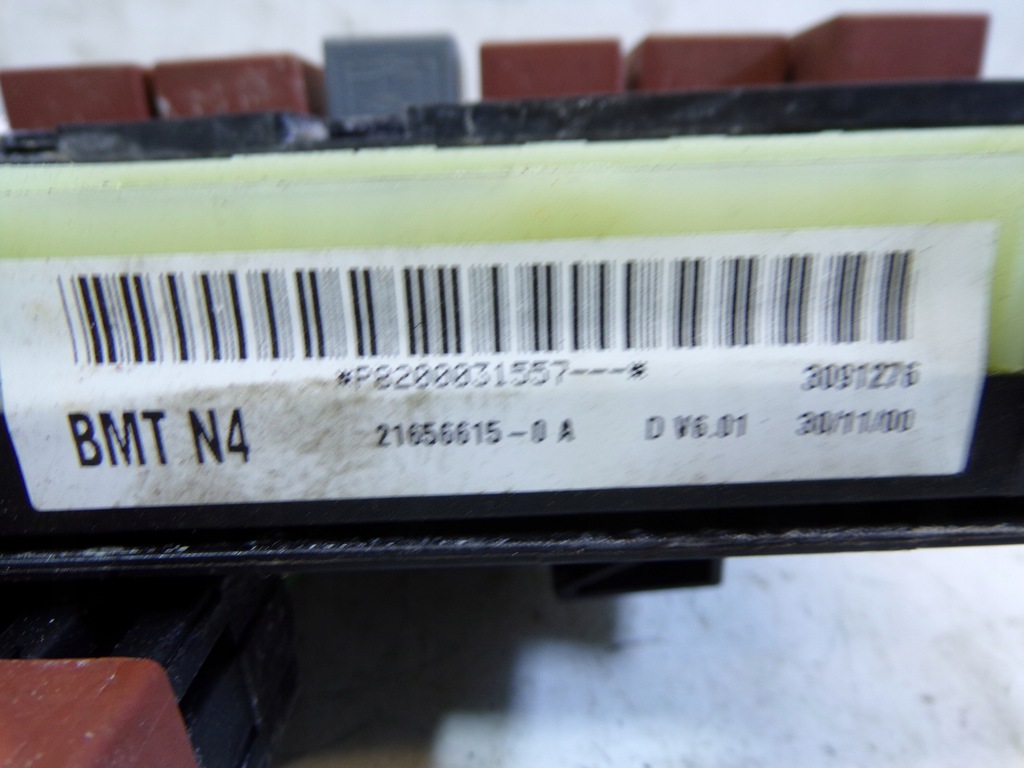 *P8200031557---* 3091276
BMT N4 21656615-0 A D V6.01 30/11/00